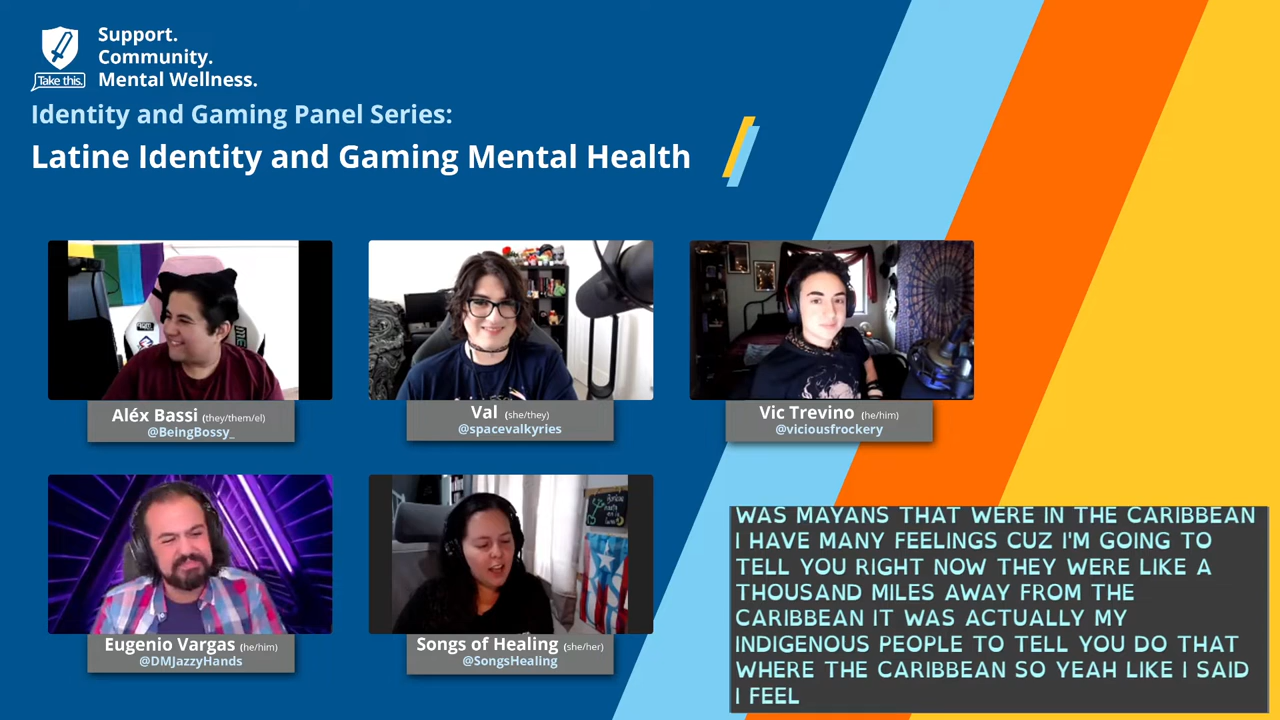 Support.
Community.
Mental Wellness.
Take this.
Identity and Gaming Panel Series:
Latine Identity and Gaming Mental Health
Aléx Bassi (they/them/el)
@BeingBossy_
Val (she/they)
@spacevalkyries
Vic Trevino (he/him)
@viciousfrockery
Eugenio Vargas (he/him)
@DMJazzyHands
Songs of Healing (she/her)
@SongsHealing
WAS MAYANS THAT WERE IN THE CARIBBEAN
I HAVE MANY FEELINGS CUZ I'M GOING TO
TELL YOU RIGHT NOW THEY WERE LIKE A
THOUSAND MILES AWAY FROM THE
CARIBBEAN IT WAS ACTUALLY MY
INDIGENOUS PEOPLE TO TELL YOU DO THAT
WHERE THE CARIBBEAN SO YEAH LIKE I SAID
I FEEL